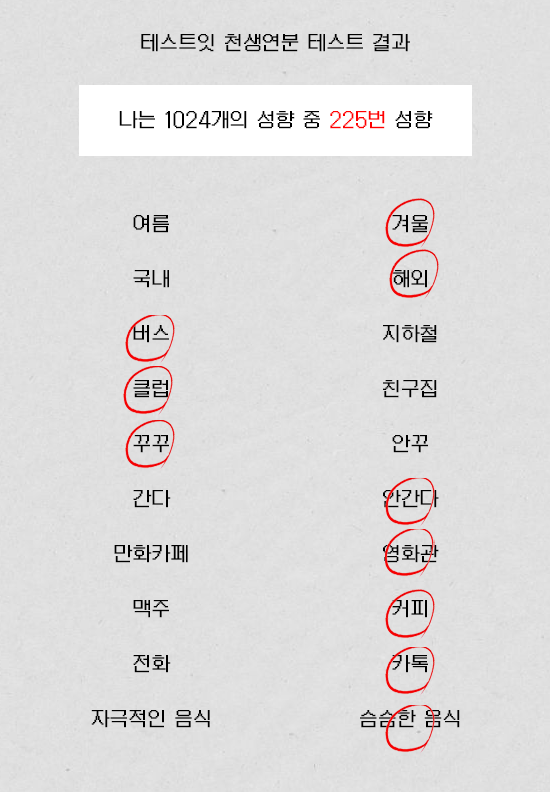 테스트잇 천생연분 테스트 결과
나는 1024개의 성향 중 225번 성향
여름 겨울
국내 해외
버스 지하철
클럽 친구집
꾸꾸 안꾸
간다 안간다
만화카페 영화관
맥주 커피
전화 카톡
자극적인 음식 슴슴한 음식